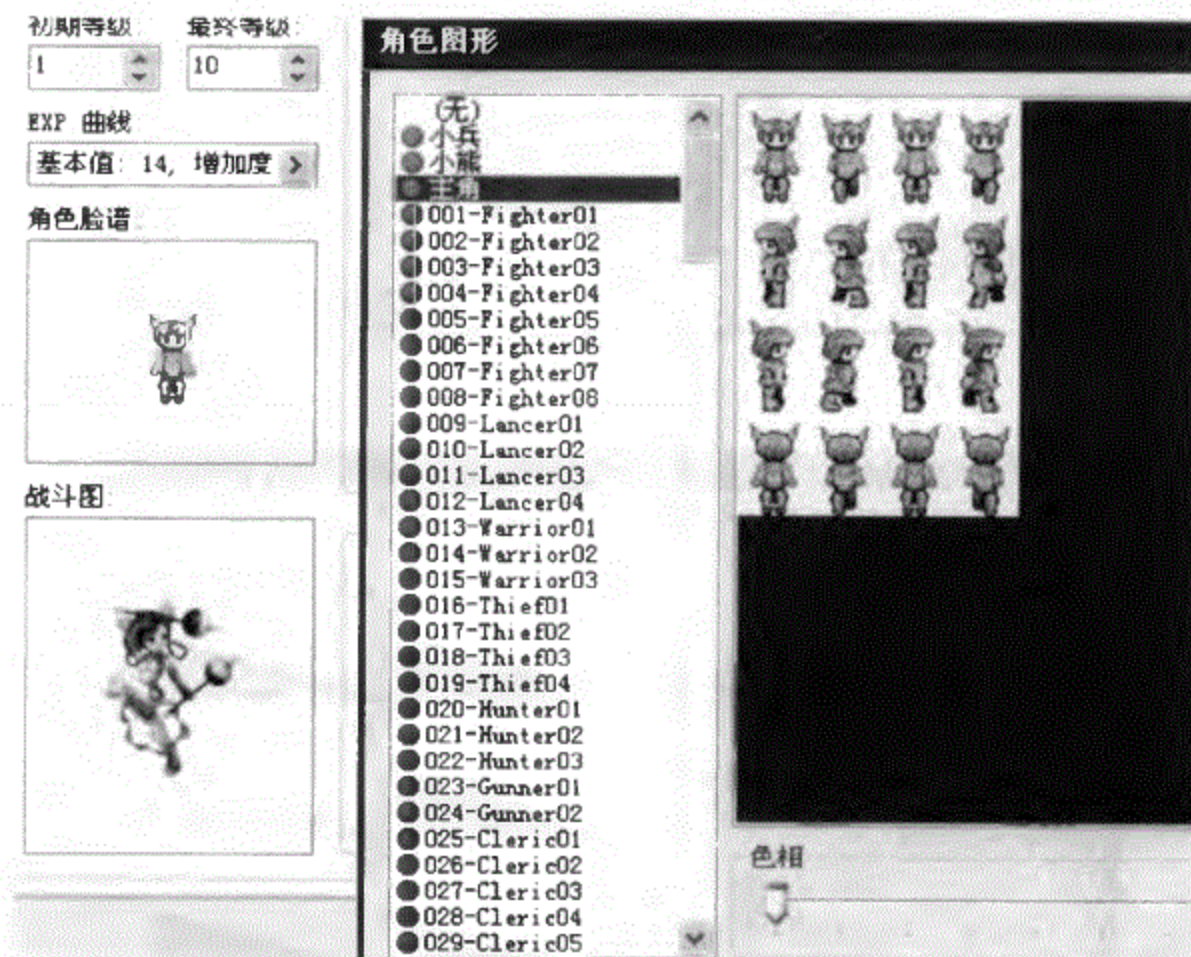 初期等级:
最终等级:
1
10
EXP 曲线
基本值: 14, 增加度
角色脸谱:
战斗图:
角色图形
(无)
小兵
小熊
主角
001-Fighter01
002-Fighter02
003-Fighter03
004-Fighter04
005-Fighter05
006-Fighter06
007-Fighter07
008-Fighter08
009-Lancer01
010-Lancer02
011-Lancer03
012-Lancer04
013-Warrior01
014-Warrior02
015-Warrior03
016-Thief01
017-Thief02
018-Thief03
019-Thief04
020-Hunter01
021-Hunter02
022-Hunter03
023-Gunner01
024-Gunner02
025-Cleric01
026-Cleric02
027-Cleric03
028-Cleric04
029-Cleric05
色相